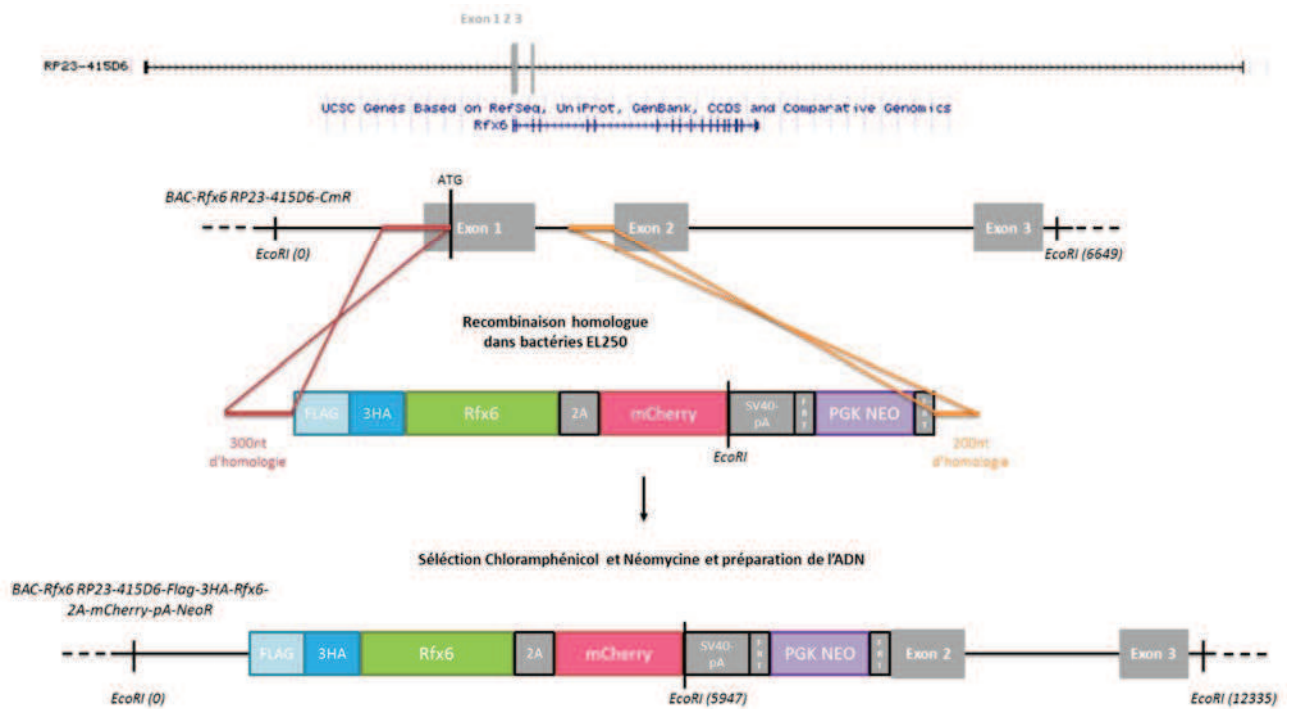 Exon 1 2 3
RP23-415D6
UCSC Genes Based on RefSeq, UniProt, GenBank, CCDS and Comparative Genomics
Rfx6
BAC-Rfx6 RP23-415D6-CmR
ATG
Exon 1
Exon 2
Exon 3
EcoRI (0)
EcoRI (6649)
Recombinaison homologue
dans bactéries EL250
FLAG
3HA
Rfx6
2A
mCherry
SV40-
pA
FRT
PGK NEO
FRT
300nt
d'homologie
EcoRI
200nt
d'homologie
Séléction Chloramphénicol et Néomycine et préparation de l'ADN
BAC-Rfx6 RP23-415D6-Flag-3HA-Rfx6-
2A-mCherry-pA-NeoR
FLAG
3HA
Rfx6
2A
mCherry
SV40-
pA
FRT
PGK NEO
FRT
Exon 2
Exon 3
EcoRI (0)
EcoRI (5947)
EcoRI (12335)